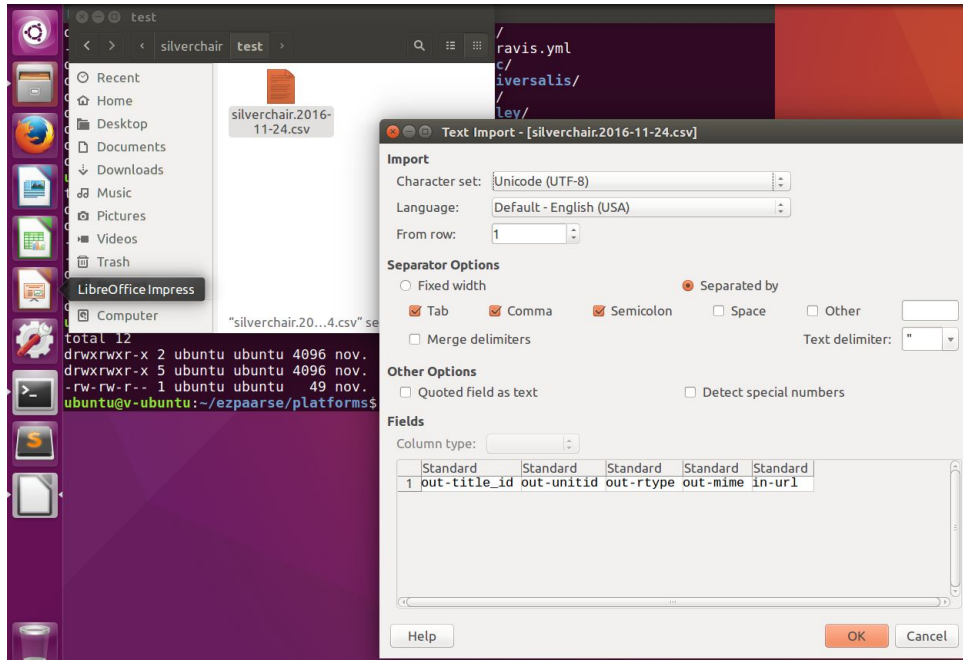 test
silverchair test
Recent
Home
Desktop
Documents
Downloads
Music
Pictures
Videos
Trash
LibreOffice Impress
Computer
silverchair.2016-
11-24.csv
"silver​chair.20...4.csv" se
/
ravis.yml
c/
iversalis/
/
ley/
total 12
drwxrwxr-x 2 ubuntu ubuntu 4096 nov.
drwxrwxr-x 5 ubuntu ubuntu 4096 nov.
-rw-rw-r-- 1 ubuntu ubuntu 49 nov.
ubuntu@v-ubuntu:~/ezpaarse/platforms$
Text Import - [silverchair.2016-11-24.csv]
Import
Character set: Unicode (UTF-8)
Language: Default - English (USA)
From row: 1
Separator Options
Fixed width Separated by
Tab Comma Semicolon Space Other
Merge delimiters Text delimiter: "
Other Options
Quoted field as text Detect special numbers
Fields
Column type:
Standard Standard Standard Standard Standard
1 out-title_id out-unitid out-rtype out-mime in-url
Help OK Cancel